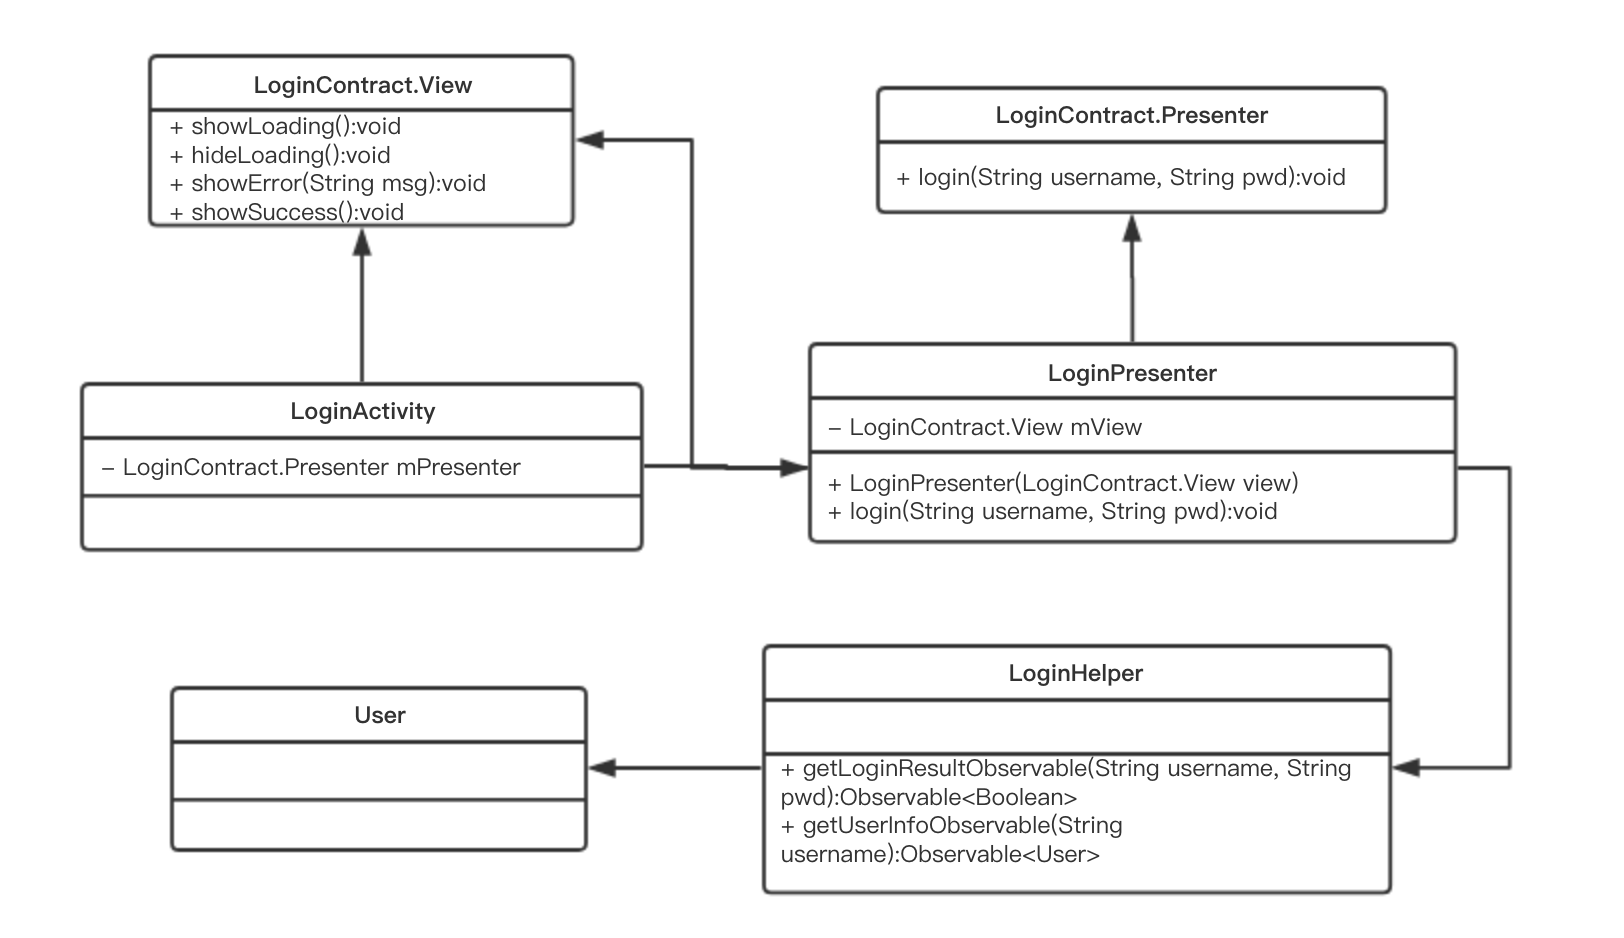 LoginContract.View
+ showLoading():void
+ hideLoading():void
+ showError(String msg):void
+ showSuccess():void
LoginContract.Presenter
+ login(String username, String pwd):void
LoginActivity
– LoginContract.Presenter mPresenter
LoginPresenter
– LoginContract.View mView
+ LoginPresenter(LoginContract.View view)
+ login(String username, String pwd):void
User
LoginHelper
+ getLoginResultObservable(String username, String
pwd):Observable<Boolean>
+ getUserInfoObservable(String
username):Observable<User>